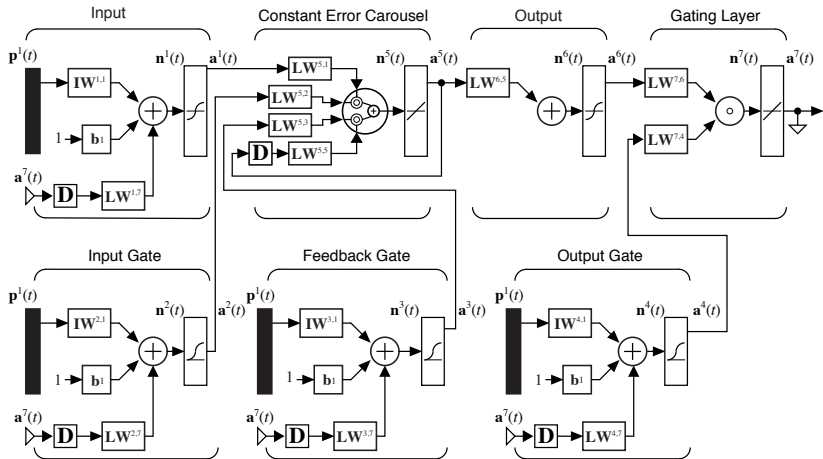 Input
Constant Error Carousel
Output
Gating Layer
p¹(t)
n¹(t)
a¹(t)
n⁵(t)
a⁵(t)
n⁶(t)
a⁶(t)
n⁷(t)
a⁷(t)
IW¹,¹
LW⁵,¹
LW⁵,²
LW⁵,³
LW⁶,⁵
LW⁷,⁶
1
b¹
LW⁷,⁴
D
LW⁵,⁵
a⁷(t)
D
LW¹,⁷
Input Gate
Feedback Gate
Output Gate
p¹(t)
n²(t)
a²(t)
p¹(t)
n³(t)
a³(t)
p¹(t)
n⁴(t)
a⁴(t)
IW²,¹
IW³,¹
IW⁴,¹
1
b¹
1
b¹
1
b¹
a⁷(t)
D
LW²,⁷
a⁷(t)
D
LW³,⁷
a⁷(t)
D
LW⁴,⁷